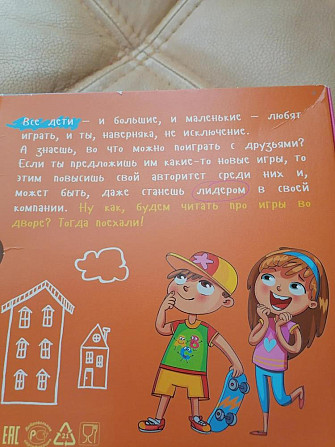 Все дети – и большие, и маленькие – любят
играть, и ты, наверняка, не исключение.
А знаешь, во что можно поиграть с друзьями?
Если ты предложишь им какие-то новые игры, то
этим повысишь свой авторитет среди них и,
может быть, даже станешь лидером в своей
компании. Ну как, будем читать про игры во
дворе? Тогда поехали!
B
C
EAC
21